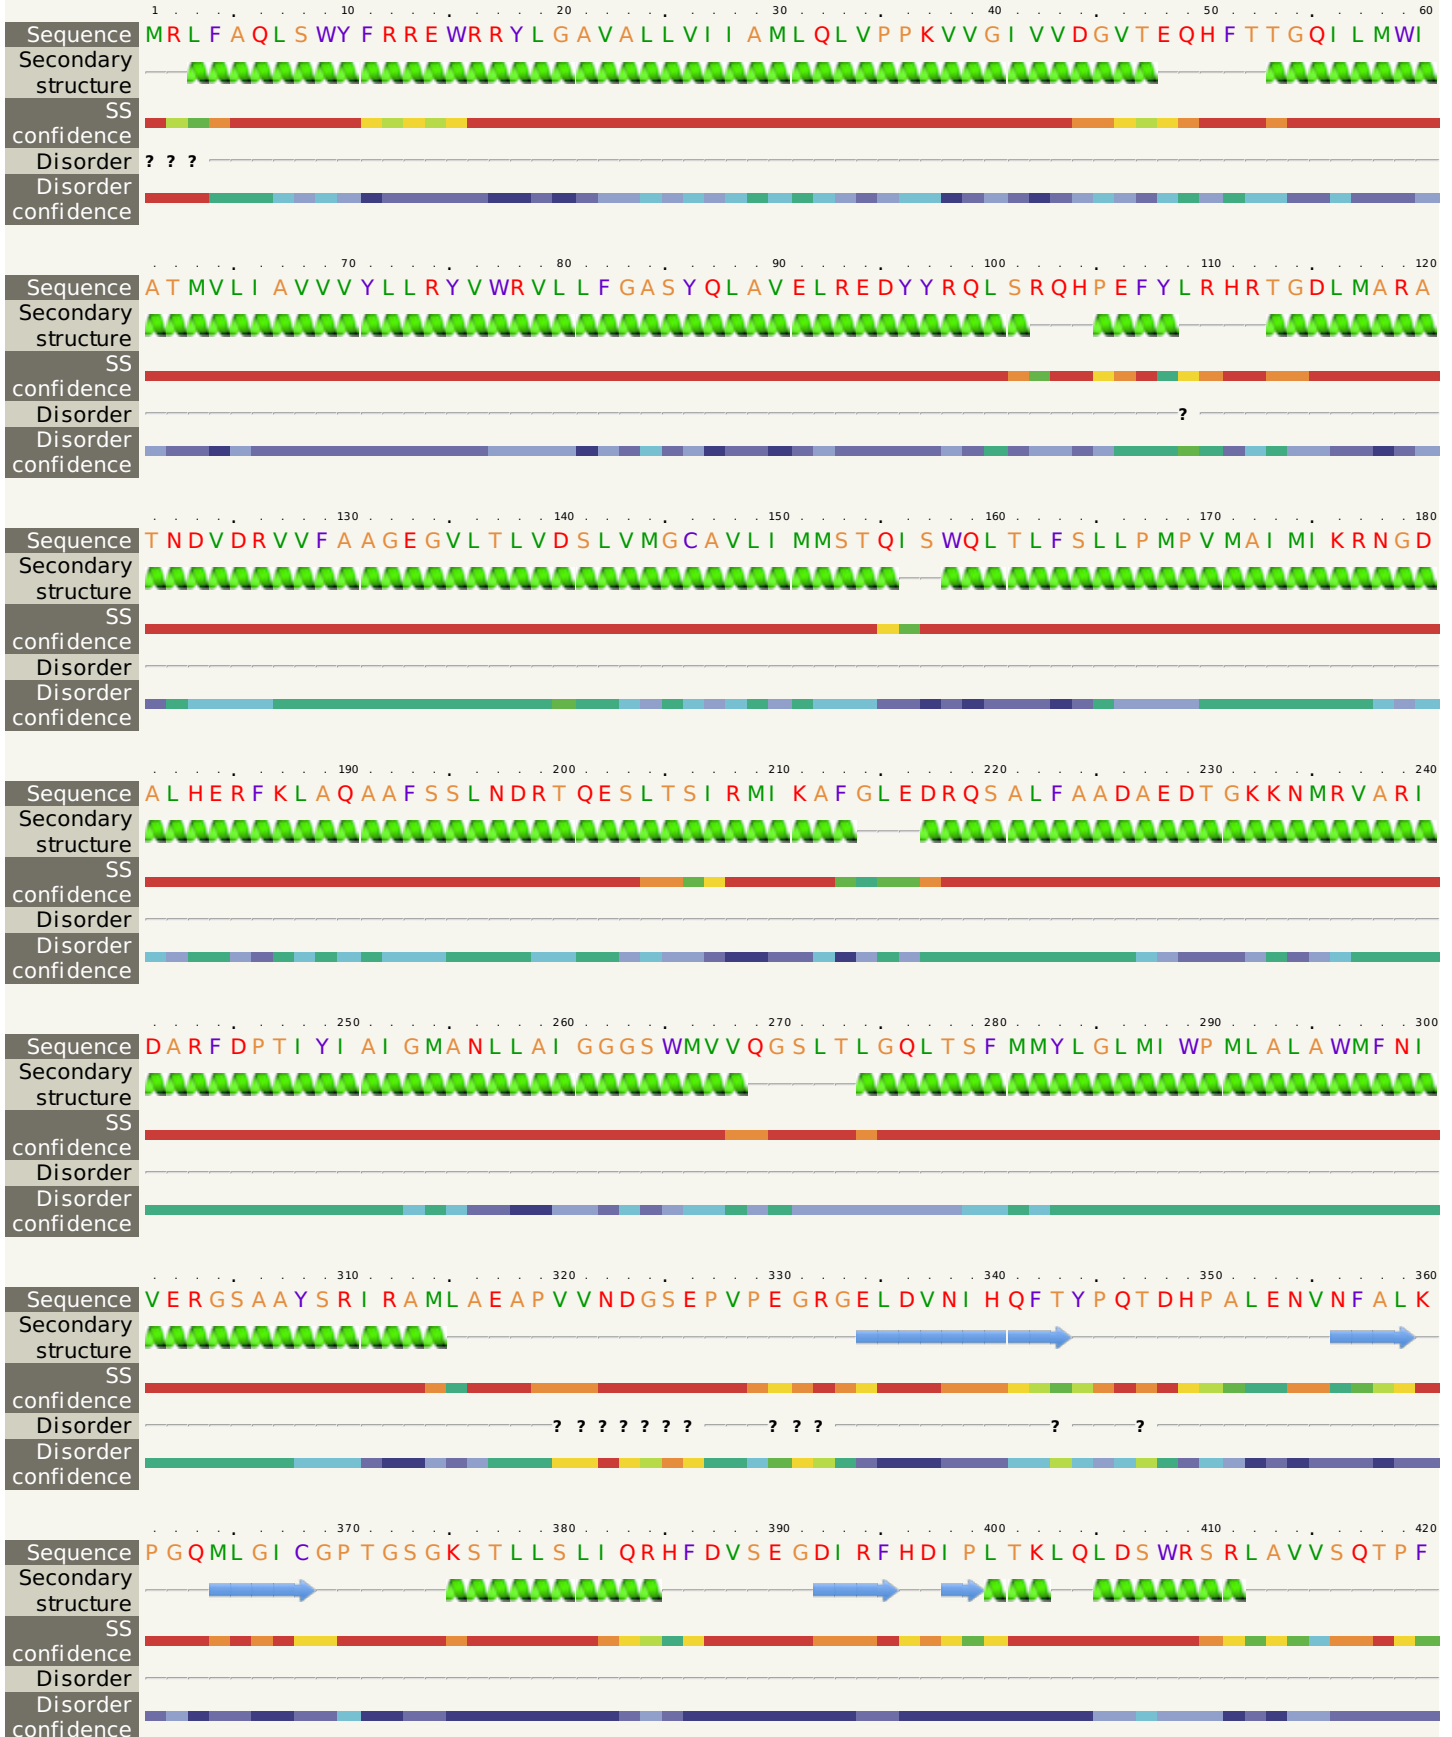 1 10 20 30 40 50 60
Sequence MRLFAQLSWYFRREWRRYLGAVALLVIIAMLQLVPPKVVGIVVDGVTEQHFTTGQILMWI
Secondary
structure
SS
confidence
Disorder ? ? ?
Disorder
confidence
70 80 90 100 110 120
Sequence ATMVLIAVVVYLLRYVWRVLLFGASYQLAVELREDYYRQLSRQHPEFYLRHRTGDLMARA
Secondary
structure
SS
confidence
Disorder ?
Disorder
confidence
130 140 150 160 170 180
Sequence TNDVDRVVFAAGEGVLTLVDSLVMGCAVLIMMSTQISWQLTLFSLLPMPVMAIMIKRNGD
Secondary
structure
SS
confidence
Disorder
Disorder
confidence
190 200 210 220 230 240
Sequence ALHERFKLAQAAFSSLNDRTQESLTSIRMIKAFGLEDRQSALFAADAEDTGKKNMRVARI
Secondary
structure
SS
confidence
Disorder
Disorder
confidence
250 260 270 280 290 300
Sequence DARFDPTIYIAIGMANLLAIGGGSWMVVQGSLTLGQLTSFMMYLGLMIWPMLALAWMFNI
Secondary
structure
SS
confidence
Disorder
Disorder
confidence
310 320 330 340 350 360
Sequence VERGSAAYSRIRAMLAEAPVVNDGSEPVPEGRGELDVNIHQFTYPQTDHPALENVNFALK
Secondary
structure
SS
confidence
Disorder ? ? ? ? ? ? ? ? ? ? ? ?
Disorder
confidence
370 380 390 400 410 420
Sequence PGQMLGICGPTGSGKSTLLSLIQRHFDVSEGDIRFHDIPLTKLQLDSWRSRLAVVSQTPF
Secondary
structure
SS
confidence
Disorder
Disorder
confidence